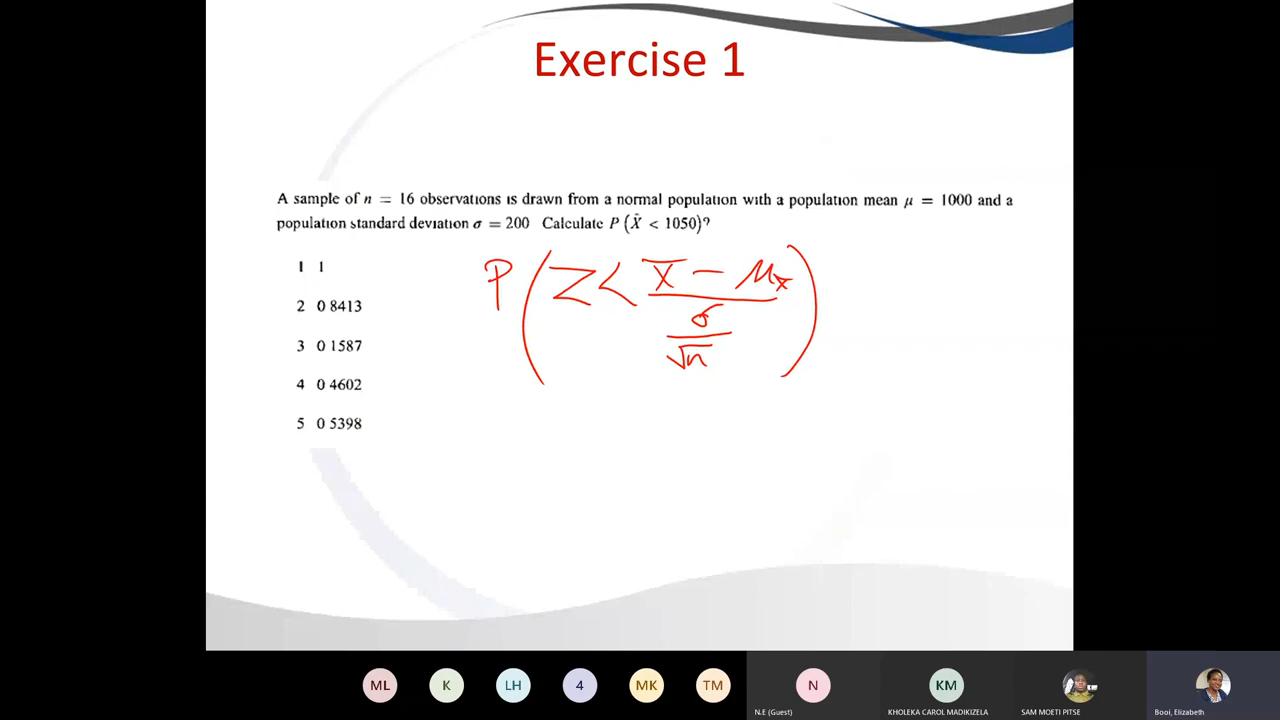 Exercise 1
A sample of n = 16 observations is drawn from a normal population with a population mean μ = 1000 and a
population standard deviation σ = 200 Calculate P (X̄ < 1050)?
1 1
2 0 8413
3 0 1587
4 0 4602
5 0 5398
P ( Z < X̄ – μx̄
σ
√n )
ML K LH 4 MK TM N KM
N.E (Guest) KHOLEKA CAROL MADIKIZELA SAM MOETI PITSE Booi, Elizabeth